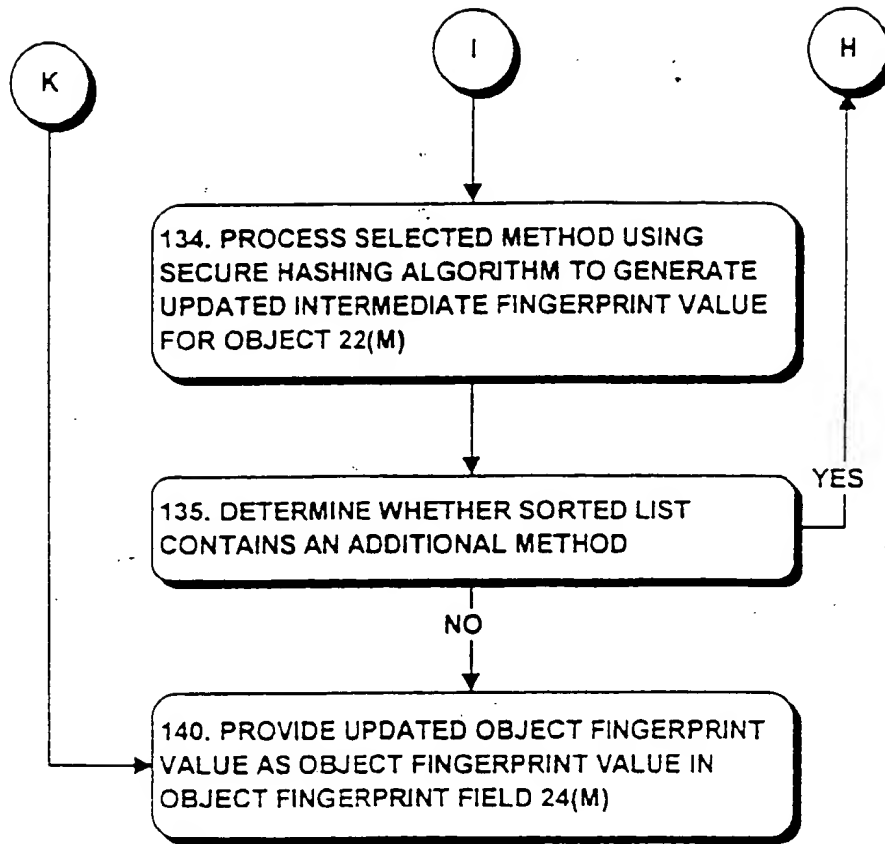 K
I
H
134. PROCESS SELECTED METHOD USING
SECURE HASHING ALGORITHM TO GENERATE
UPDATED INTERMEDIATE FINGERPRINT VALUE
FOR OBJECT 22(M)
YES
135. DETERMINE WHETHER SORTED LIST
CONTAINS AN ADDITIONAL METHOD
NO
140. PROVIDE UPDATED OBJECT FINGERPRINT
VALUE AS OBJECT FINGERPRINT VALUE IN
OBJECT FINGERPRINT FIELD 24(M)